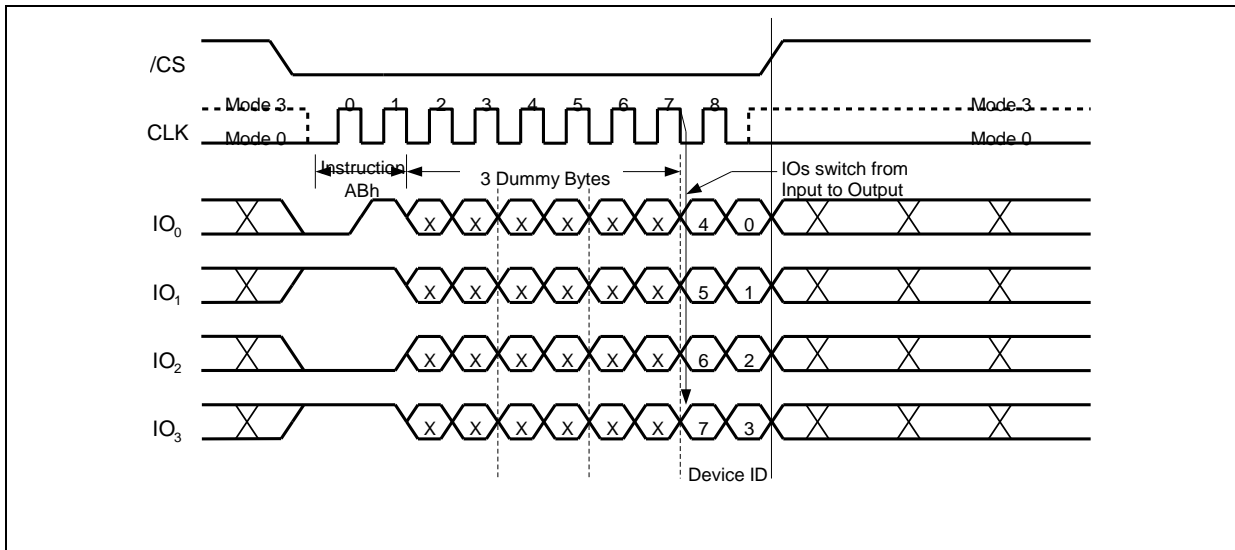 /CS
Mode 3 0 1 2 3 4 5 6 7 8 Mode 3
CLK
Mode 0 Mode 0
Instruction
ABh
3 Dummy Bytes
IOs switch from
Input to Output
IO0 X X X X X X 4 0
IO1 X X X X X X 5 1
IO2 X X X X X X 6 2
IO3 X X X X X X 7 3
Device ID